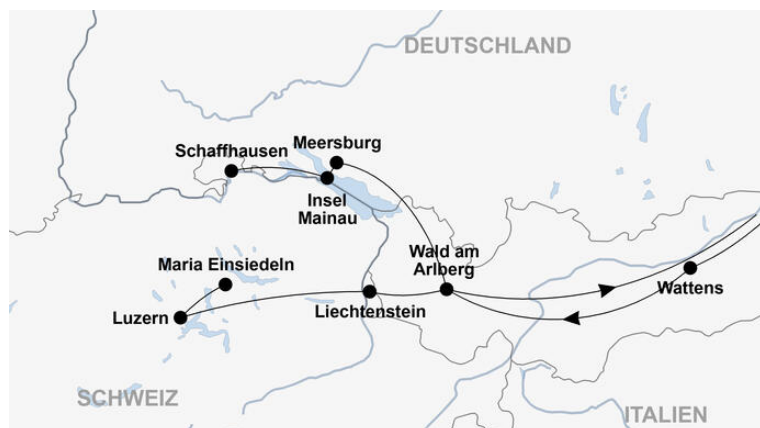 DEUTSCHLAND
Meersburg
Schaffhausen
Insel
Mainau
Wald am
Arlberg
Maria Einsiedeln
Wattens
Luzern
Liechtenstein
SCHWEIZ
ITALIEN